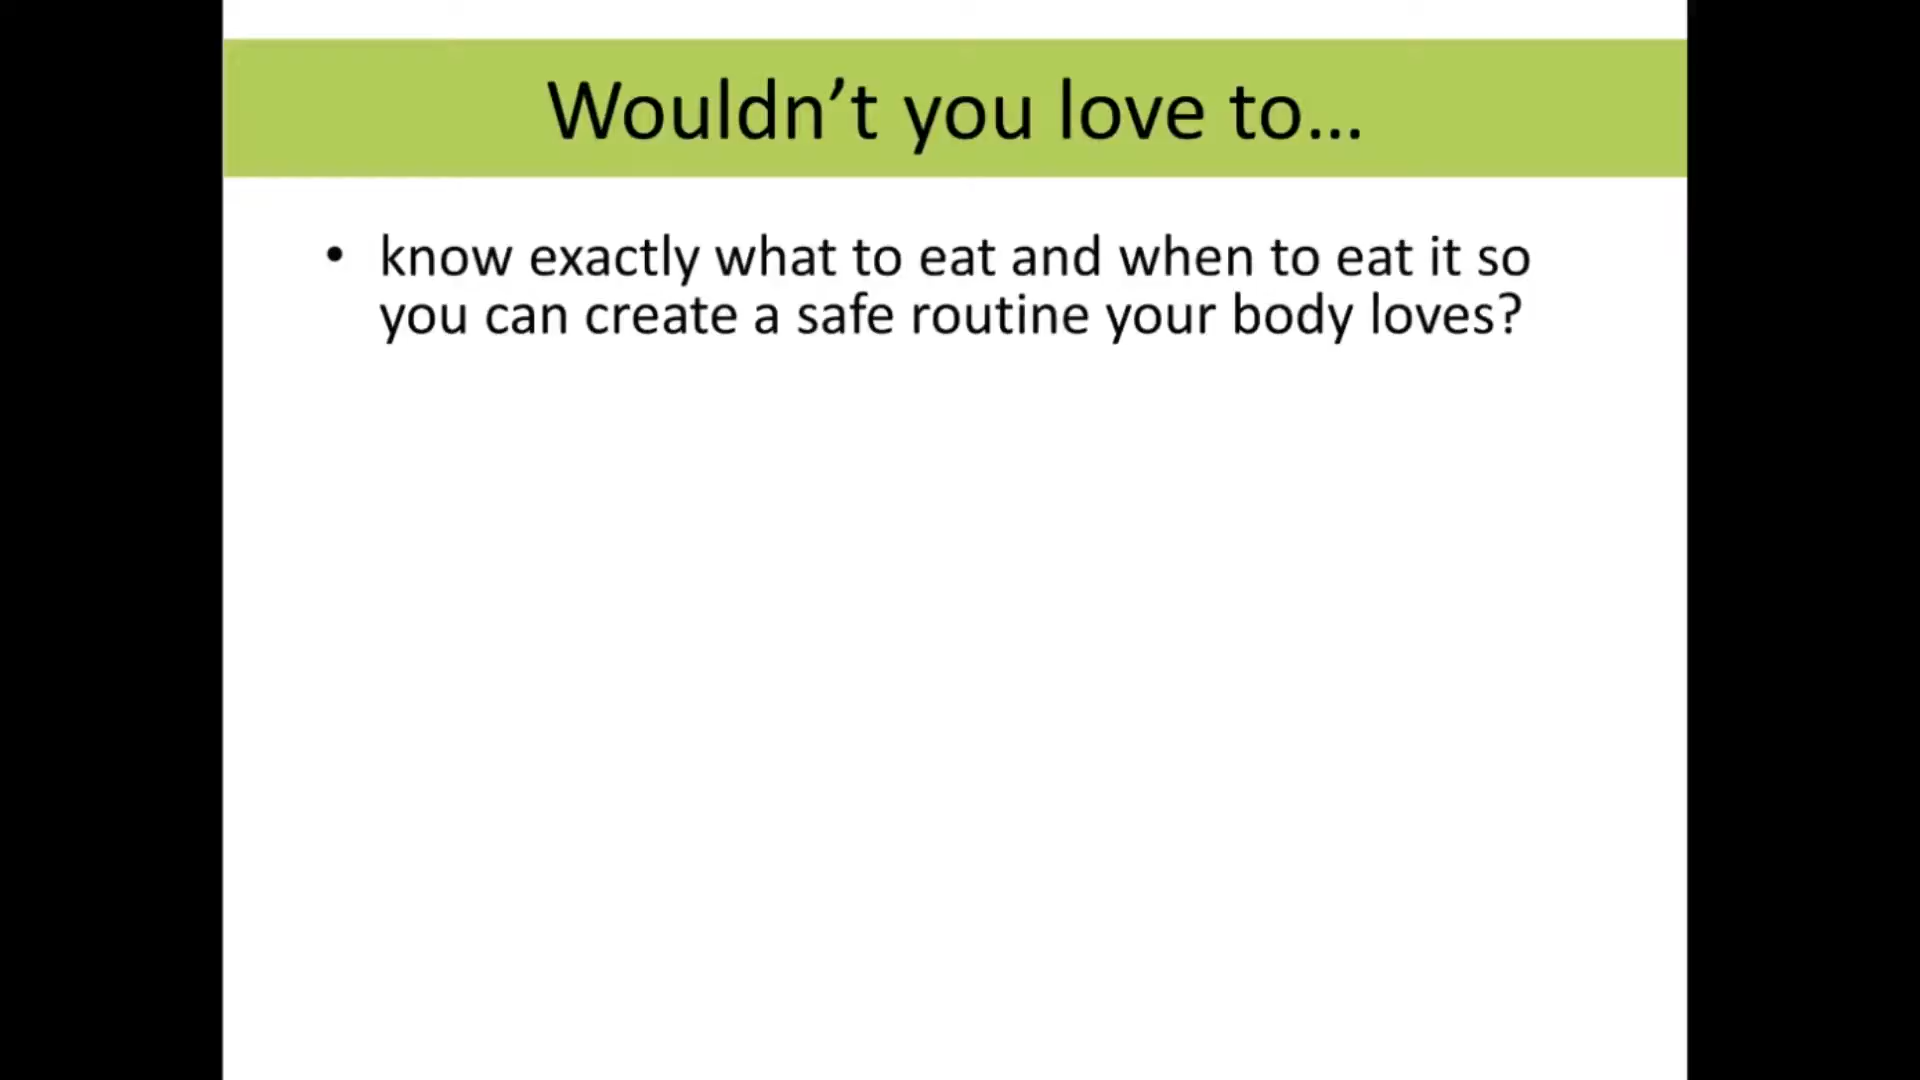 Wouldn’t you love to...
• know exactly what to eat and when to eat it so
you can create a safe routine your body loves?